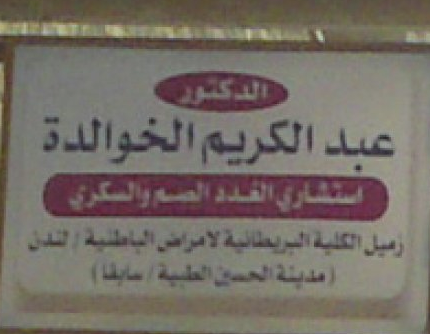 الدكتور
عبد الكريم الخوالدة
استشاري الغدد الصم والسكري
زميل الكلية البريطانية لامراض الباطنية / لندن
( مدينة الحسين الطبية / سابقا )